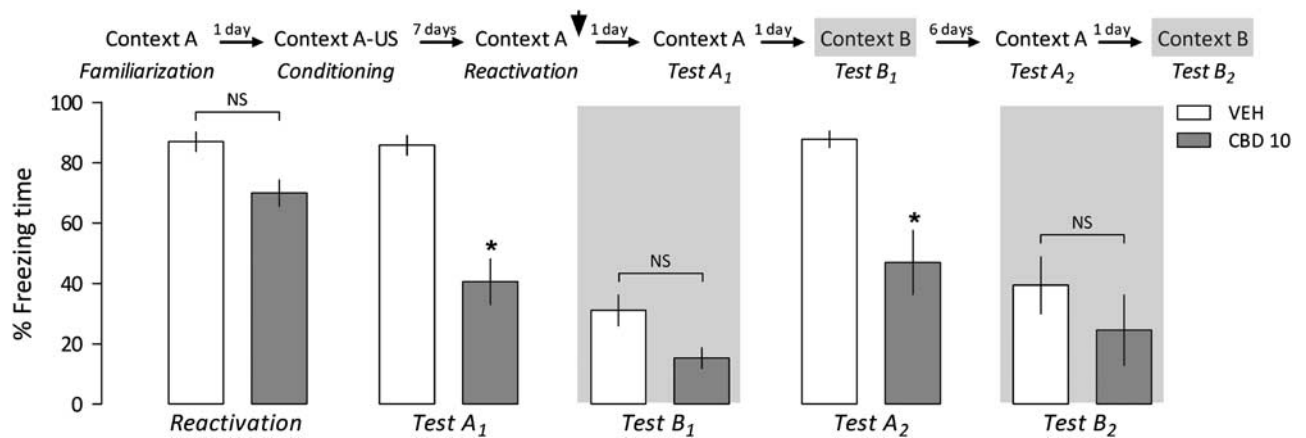 Context A 1 day Context A-US 7 days Context A 1 day Context A 1 day Context B 6 days Context A 1 day Context B
Familiarization Conditioning Reactivation Test A1 Test B1 Test A2 Test B2
100
80
60
40
20
0
% Freezing time
NS
*
NS
*
NS
VEH
CBD 10
Reactivation Test A1 Test B1 Test A2 Test B2